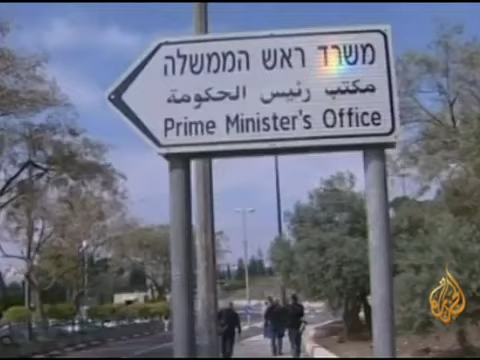 משרד ראש הממשלה
مكتب رئيس الحكومة
Prime Minister's Office